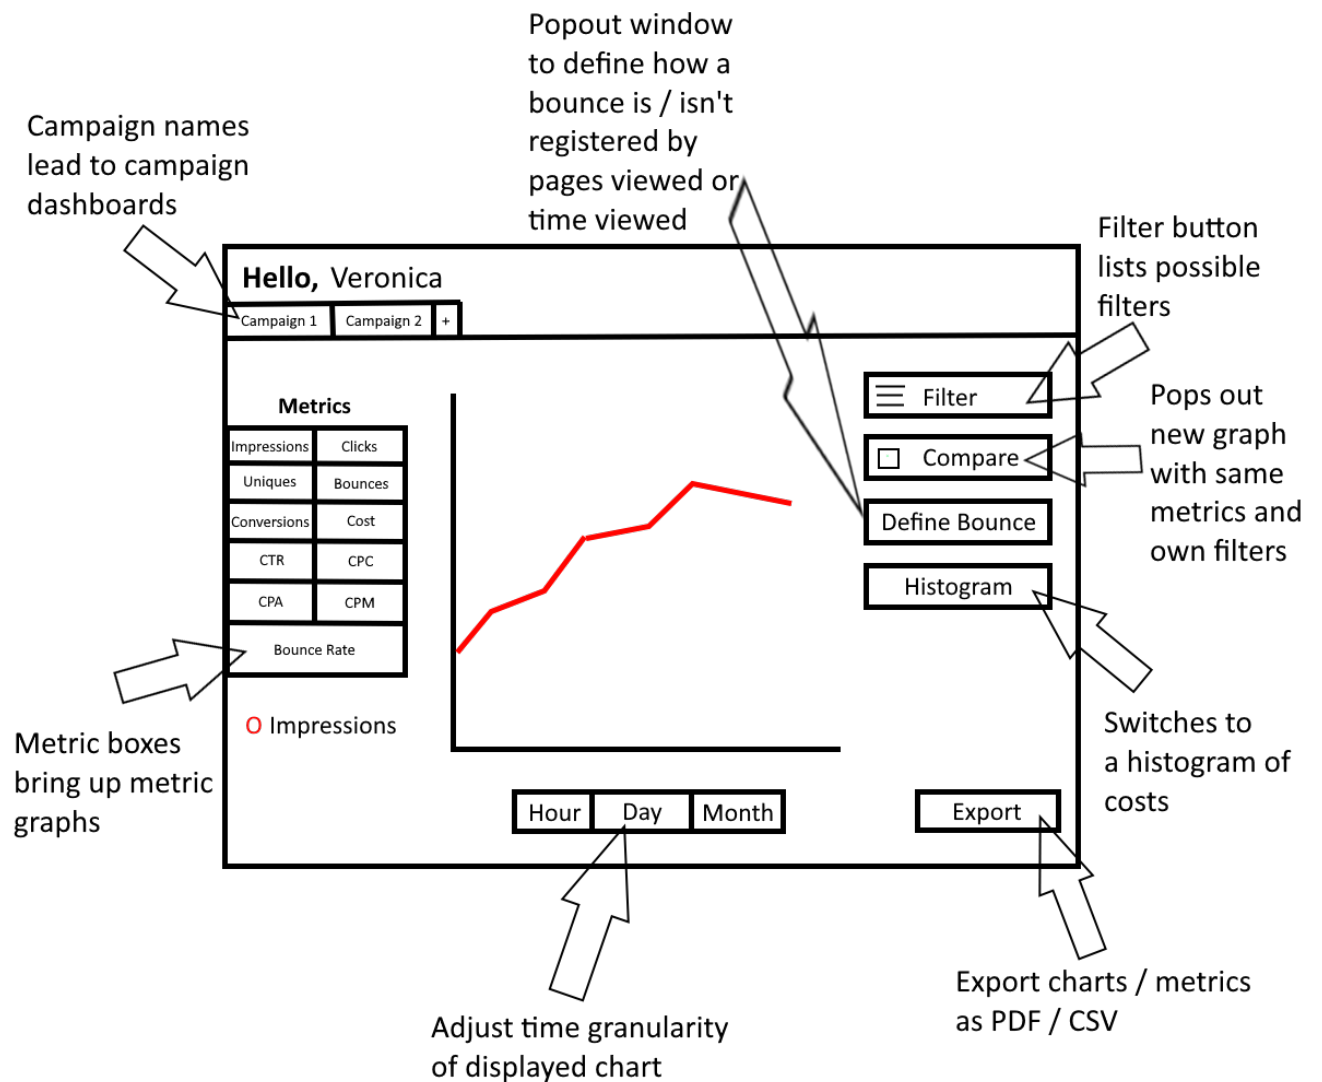 Popout window
to define how a
bounce is / isn't
registered by
pages viewed or
time viewed
Campaign names
lead to campaign
dashboards
Filter button
lists possible
filters
Hello, Veronica
Campaign 1
Campaign 2
+
Metrics
Impressions
Clicks
Uniques
Bounces
Conversions
Cost
CTR
CPC
CPA
CPM
Bounce Rate
O Impressions
Filter
Compare
Define Bounce
Histogram
Pops out
new graph
with same
metrics and
own filters
Metric boxes
bring up metric
graphs
Switches to
a histogram of
costs
Hour
Day
Month
Export
Adjust time granularity
of displayed chart
Export charts / metrics
as PDF / CSV